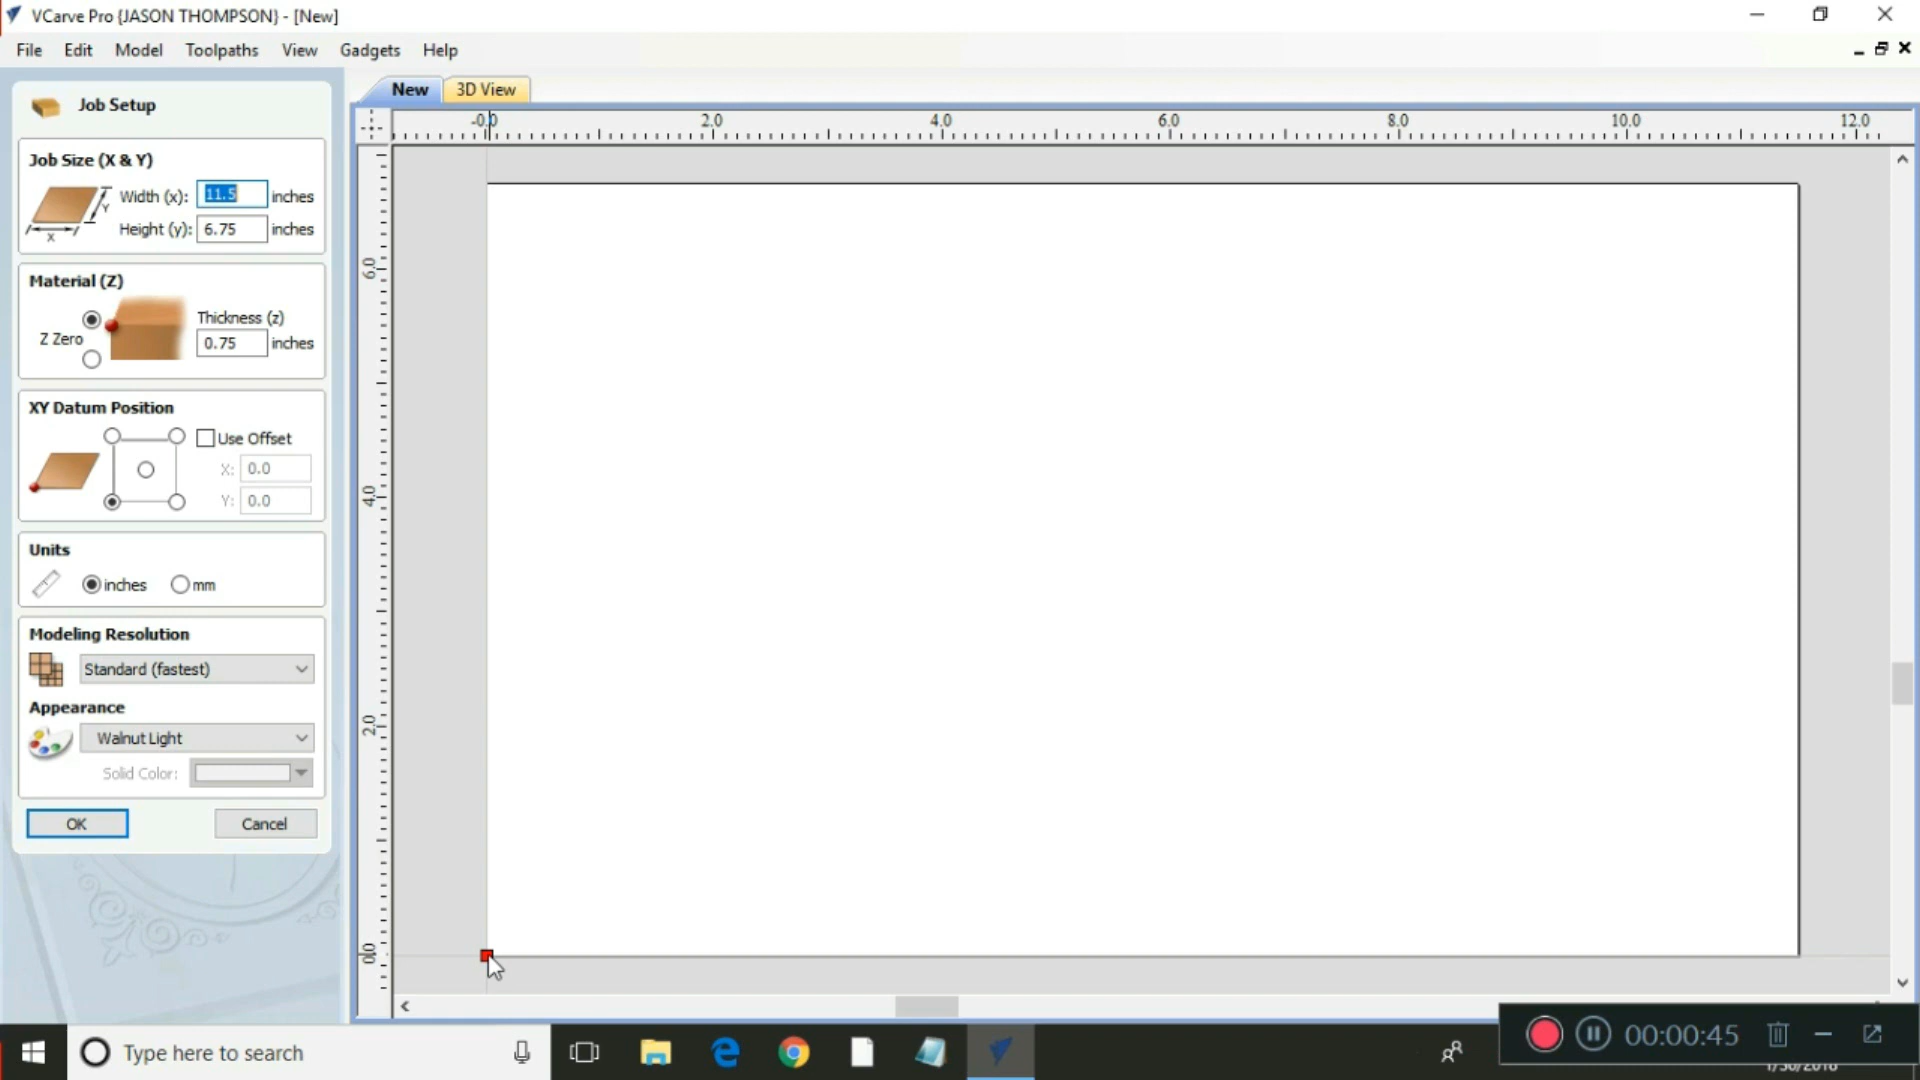 VCarve Pro {JASON THOMPSON} - [New]
File Edit Model Toolpaths View Gadgets Help
Job Setup
Job Size (X & Y)
Width (x): 11.5 inches
Height (y): 6.75 inches
Y
X
Material (Z)
Z Zero
Thickness (z)
0.75 inches
XY Datum Position
Use Offset
X: 0.0
Y: 0.0
Units
inches mm
Modeling Resolution
Standard (fastest)
Appearance
Walnut Light
Solid Color:
OK Cancel
New 3D View
-0.0 2.0 4.0 6.0 8.0 10.0 12.0
6.0
4.0
2.0
0.0
Type here to search
00:00:45